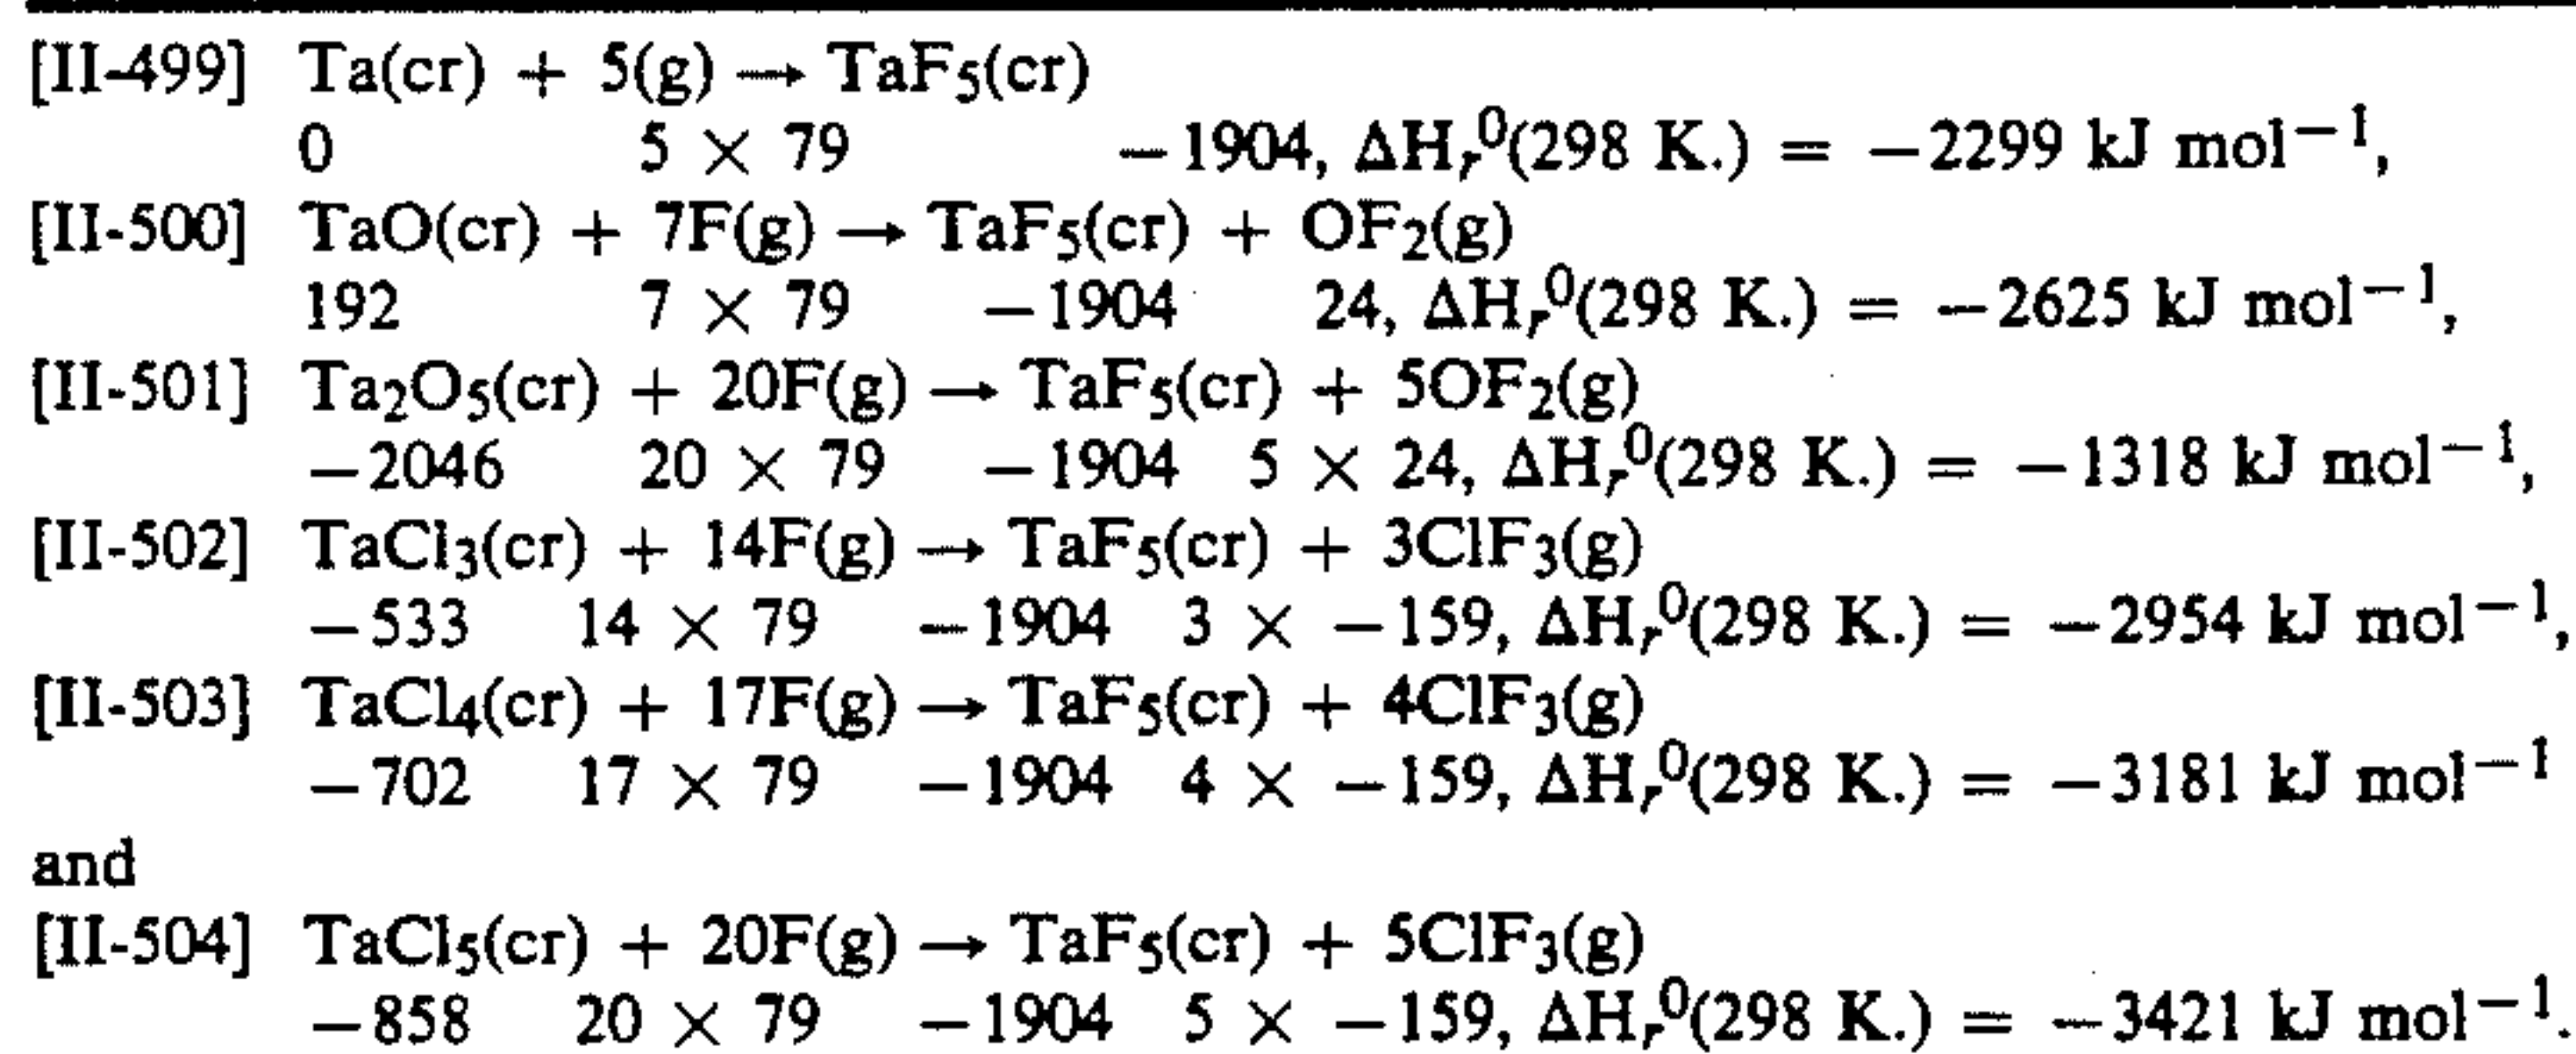 [II-499] Ta(cr) + 5(g) → TaF5(cr)
0 5 × 79 −1904, ΔHr0(298 K.) = −2299 kJ mol−1,
[II-500] TaO(cr) + 7F(g) → TaF5(cr) + OF2(g)
192 7 × 79 −1904 24, ΔHr0(298 K.) = −2625 kJ mol−1,
[II-501] Ta2O5(cr) + 20F(g) → TaF5(cr) + 5OF2(g)
−2046 20 × 79 −1904 5 × 24, ΔHr0(298 K.) = −1318 kJ mol−1,
[II-502] TaCl3(cr) + 14F(g) → TaF5(cr) + 3ClF3(g)
−533 14 × 79 −1904 3 × −159, ΔHr0(298 K.) = −2954 kJ mol−1,
[II-503] TaCl4(cr) + 17F(g) → TaF5(cr) + 4ClF3(g)
−702 17 × 79 −1904 4 × −159, ΔHr0(298 K.) = −3181 kJ mol−1
and
[II-504] TaCl5(cr) + 20F(g) → TaF5(cr) + 5ClF3(g)
−858 20 × 79 −1904 5 × −159, ΔHr0(298 K.) = −3421 kJ mol−1.